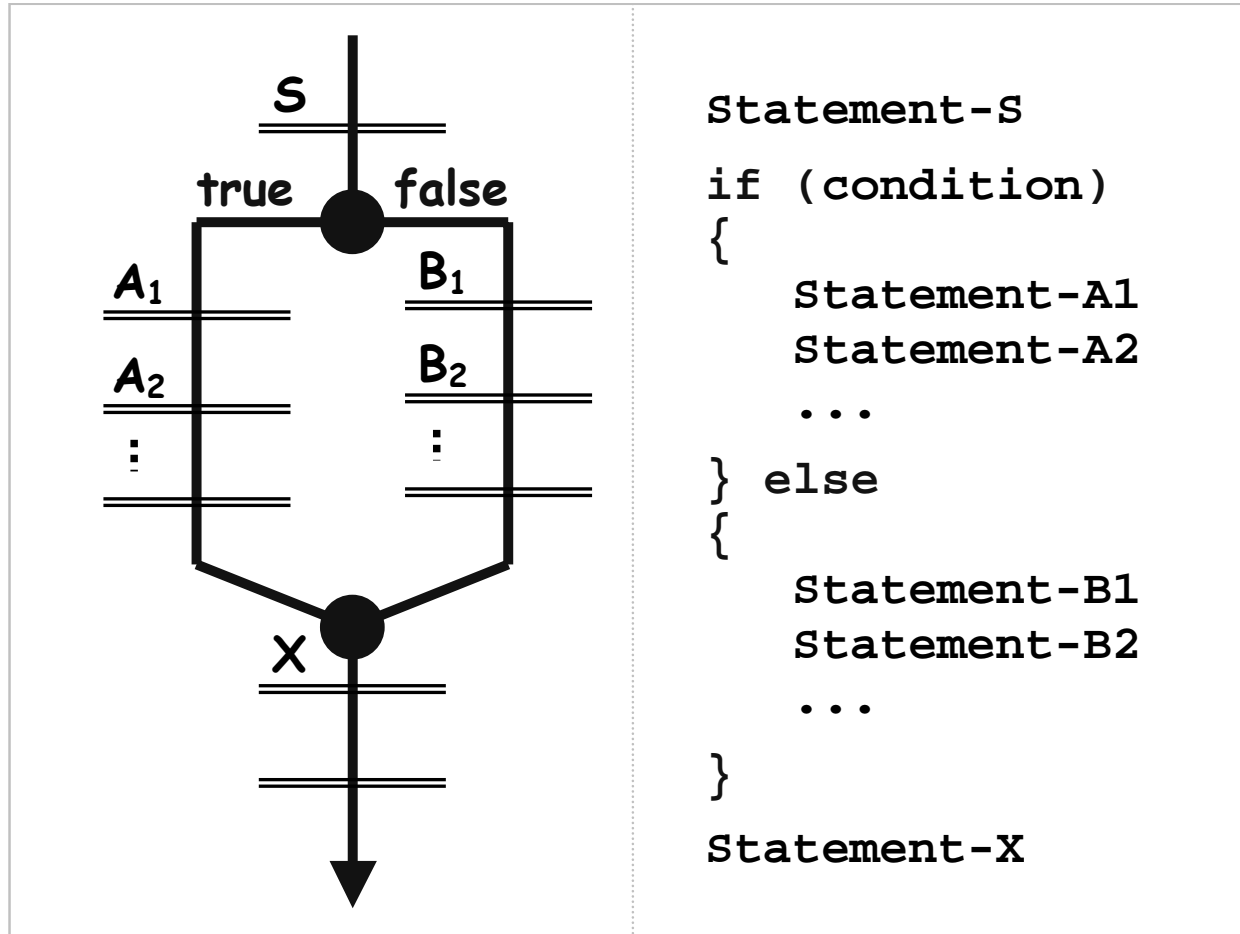 S
true false
A₁
B₁
A₂
B₂
⋮
⋮
X
Statement-S
if (condition)
{
Statement-A1
Statement-A2
...
} else
{
Statement-B1
Statement-B2
...
}
Statement-X